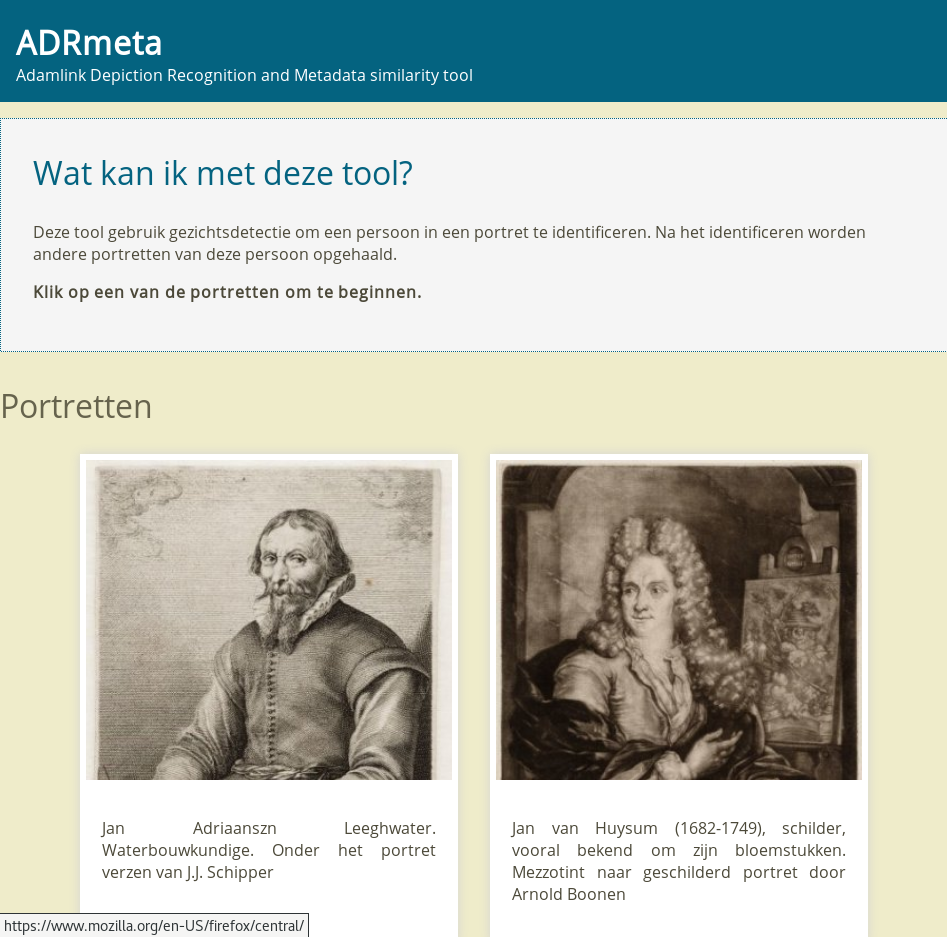 ADRmeta
Adamlink Depiction Recognition and Metadata similarity tool
Wat kan ik met deze tool?
Deze tool gebruik gezichtsdetectie om een persoon in een portret te identificeren. Na het identificeren worden
andere portretten van deze persoon opgehaald.
Klik op een van de portretten om te beginnen.
Portretten
Jan Adriaanszn Leeghwater.
Waterbouwkundige. Onder het portret
verzen van J.J. Schipper
Jan van Huysum (1682-1749), schilder,
vooral bekend om zijn bloemstukken.
Mezzotint naar geschilderd portret door
Arnold Boonen
https://www.mozilla.org/en-US/firefox/central/